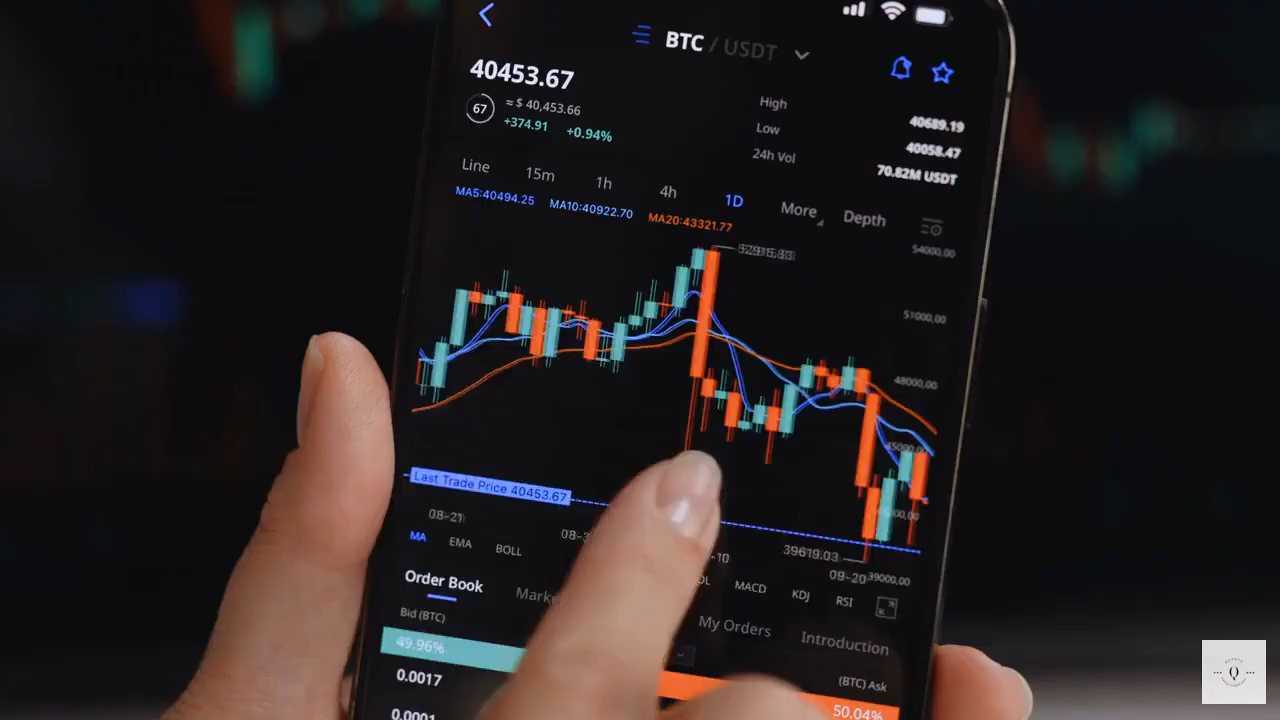 BTC / USDT
40453.67
67
≈ $ 40,453.66
+374.91 +0.94%
High 40689.19
Low 40058.47
24h Vol 70.82M USDT
Line 15m 1h 4h 1D More Depth
MA5:40494.25 MA10:40922.70 MA20:43321.77
54000,00
51000,00
48000,00
45000,00
Last Trade Price 40453.67
39619.03
39000,00
08-21
09-20
MA EMA BOLL MACD KDJ RSI
Order Book My Orders Introduction
Bid (BTC) (BTC) Ask
49.96% 50.04%
0.0017
Q